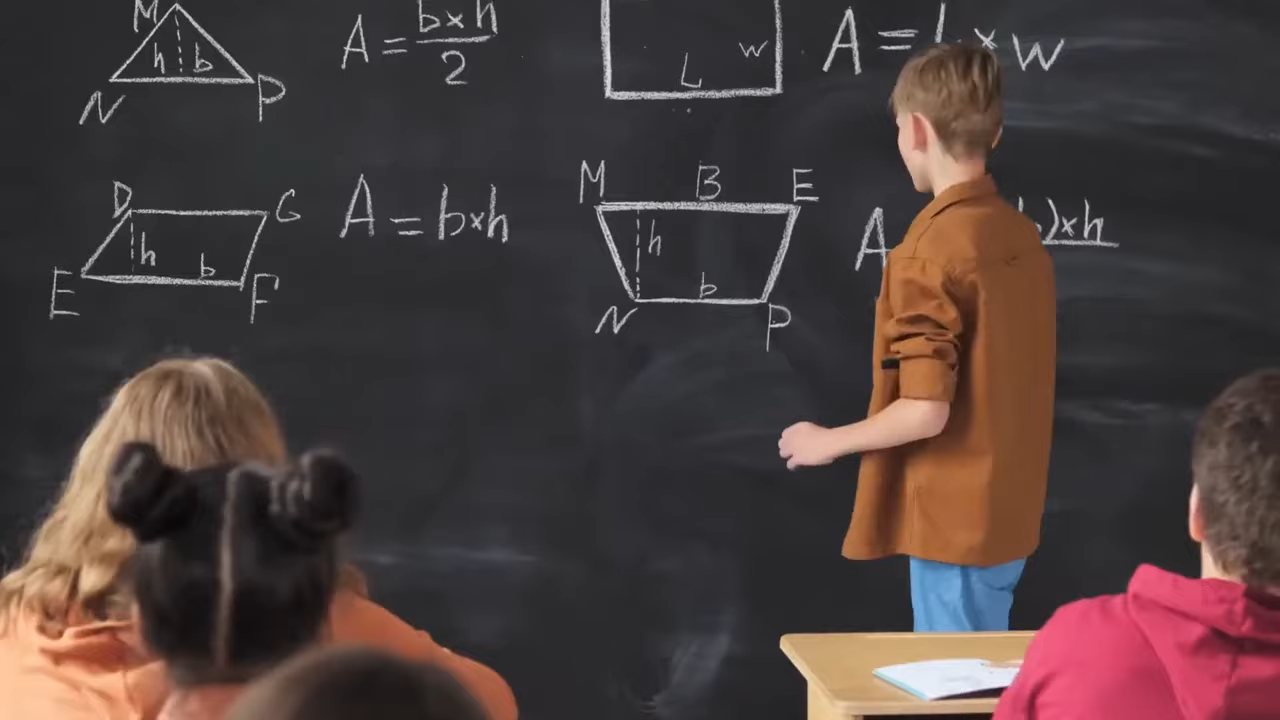 M
h b
N P
A = b×h
2
w
L
A = L × w
D G
h
b
E F
A = b×h
M B E
h
b
N P
A
)×h